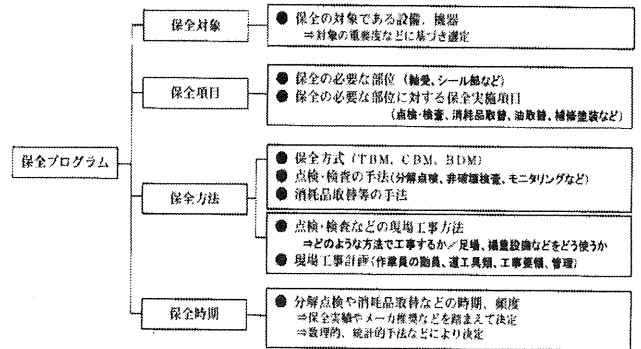 保全プログラム
保全対象
● 保全の対象である設備、機器
⇒対象の重要度などに基づき選定
保全項目
● 保全の必要な部位(軸受、シール部など)
● 保全の必要な部位に対する保全実施項目
(点検・検査、消耗品取替、油取替、補修塗装など)
保全方法
● 保全方式(TBM、CBM、BDM)
● 点検・検査の手法(分解点検、非破壊検査、モニタリングなど)
● 消耗品取替等の手法
● 点検・検査などの現場工事方法
⇒どのような方法で工事するか/足場、揚重設備などをどう使うか
● 現場工事計画(作業員の動員、道工具類、工事要領、管理)
保全時期
● 分解点検や消耗品取替などの時期、頻度
⇒保全実績やメーカ推奨などを踏まえて決定
⇒数理的、統計的手法などにより決定